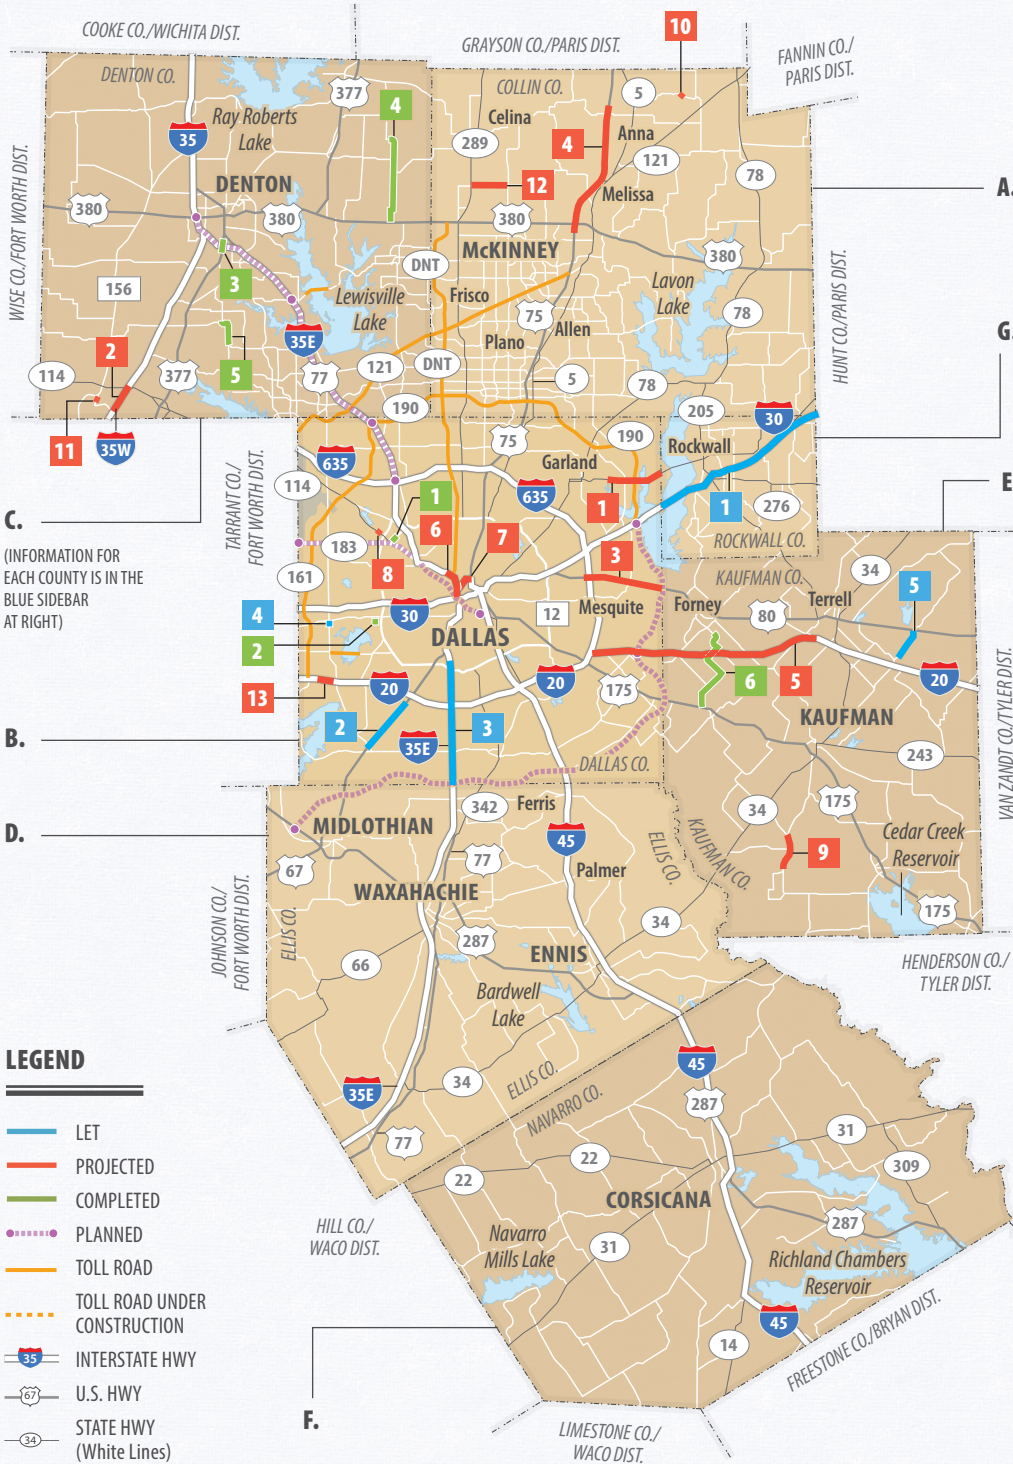 COOKE CO./WICHITA DIST.
GRAYSON CO./PARIS DIST.
10
FANNIN CO./
PARIS DIST.
DENTON CO.
COLLIN CO.
377
5
4
Ray Roberts
Lake
Celina
35
289
4
Anna
121
DENTON
12
Melissa
78
A.
WISE CO./FORT WORTH DIST.
380
380
380
McKINNEY
380
HUNT CO./PARIS DIST.
DNT
3
156
Lewisville
Lake
Frisco
Lavon
Lake
75
Allen
78
Plano
35E
G.
2
5
114
377
77
121
DNT
5
78
190
205
30
11
35W
75
190
Rockwall
635
Garland
TARRANT CO./
FORT WORTH DIST.
114
635
1
1
276
E.
C.
1
(INFORMATION FOR
EACH COUNTY IS IN THE
BLUE SIDEBAR
AT RIGHT)
6
7
183
8
3
ROCKWALL CO.
KAUFMAN CO.
34
161
5
4
30
12
Mesquite
Forney
80
Terrell
2
DALLAS
VAN ZANDT CO./TYLER DIST.
13
20
20
175
6
5
20
KAUFMAN
B.
2
35E
3
243
DALLAS CO.
342
Ferris
34
175
D.
MIDLOTHIAN
45
67
77
Palmer
ELLIS CO.
KAUFMAN CO.
9
Cedar Creek
Reservoir
JOHNSON CO./
FORT WORTH DIST.
ELLIS CO.
WAXAHACHIE
175
34
287
ENNIS
66
HENDERSON CO./
TYLER DIST.
Bardwell
Lake
LEGEND
45
34
ELLIS CO.
NAVARRO CO.
35E
287
LET
77
31
PROJECTED
22
22
309
COMPLETED
CORSICANA
PLANNED
HILL CO./
WACO DIST.
Navarro
Mills Lake
31
287
TOLL ROAD
Richland Chambers
Reservoir
TOLL ROAD UNDER
CONSTRUCTION
45
35
INTERSTATE HWY
14
FREESTONE CO./BRYAN DIST.
67
U.S. HWY
F.
34
STATE HWY
(White Lines)
LIMESTONE CO./
WACO DIST.